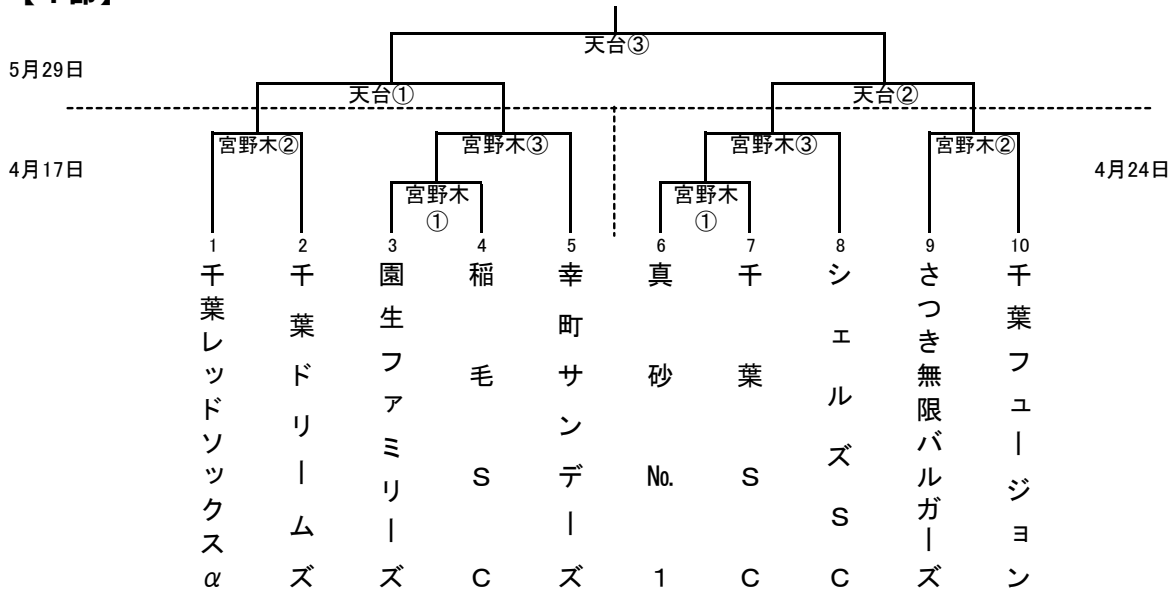 天台③
5月29日
天台①
天台②
宮野木②
宮野木③
宮野木③
宮野木②
4月17日
4月24日
宮野木
①
宮野木
①
1
2
3
4
5
6
7
8
9
10
千葉レッドソックスα
千葉ドリームズ
園生ファミリーズ
稲毛SC
幸町サンデーズ
真砂№1
千葉SC
シェルズSC
さつき無限バルガーズ
千葉フュージョン